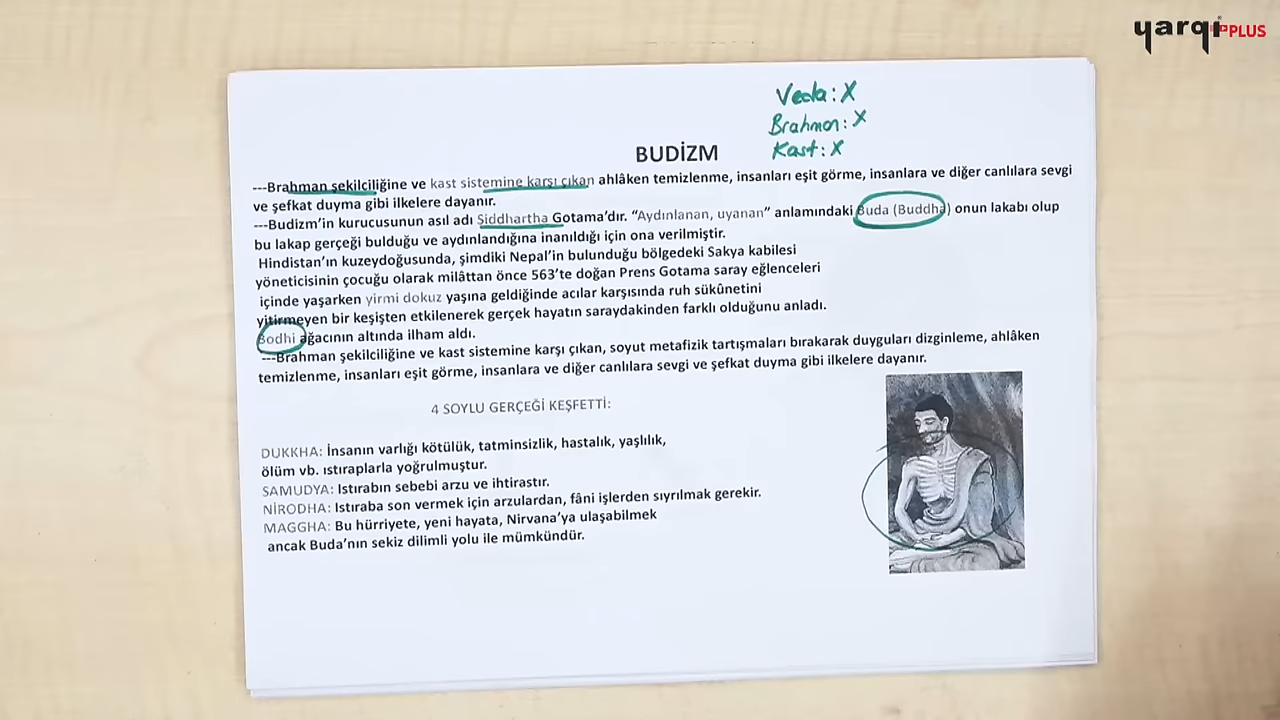 yarqi PLUS
Veda: X
Brahman: X
Kast: X
BUDİZM
---Brahman şekilciliğine ve kast sistemine karşı çıkan ahlâken temizlenme, insanları eşit görme, insanlara ve diğer canlılara sevgi
ve şefkat duyma gibi ilkelere dayanır.
---Budizm'in kurucusunun asıl adı Siddhartha Gotama'dır. "Aydınlanan, uyanan" anlamındaki Buda (Buddha) onun lakabı olup
bu lakap gerçeği bulduğu ve aydınlandığına inanıldığı için ona verilmiştir.
Hindistan'ın kuzeydoğusunda, şimdiki Nepal'in bulunduğu bölgedeki Sakya kabilesi
yöneticisinin çocuğu olarak milâttan önce 563'te doğan Prens Gotama saray eğlenceleri
içinde yaşarken yirmi dokuz yaşına geldiğinde acılar karşısında ruh sükûnetini
yitirmeyen bir keşişten etkilenerek gerçek hayatın saraydakinden farklı olduğunu anladı.
Bodhi ağacının altında ilham aldı.
---Brahman şekilciliğine ve kast sistemine karşı çıkan, soyut metafizik tartışmaları bırakarak duyguları dizginleme, ahlâken
temizlenme, insanları eşit görme, insanlara ve diğer canlılara sevgi ve şefkat duyma gibi ilkelere dayanır.
4 SOYLU GERÇEĞİ KEŞFETTİ:
DUKKHA: İnsanın varlığı kötülük, tatminsizlik, hastalık, yaşlılık,
ölüm vb. ıstıraplarla yoğrulmuştur.
SAMUDYA: Istırabın sebebi arzu ve ihtirastır.
NİRODHA: Istıraba son vermek için arzulardan, fâni işlerden sıyrılmak gerekir.
MAGGHA: Bu hürriyete, yeni hayata, Nirvana'ya ulaşabilmek
ancak Buda'nın sekiz dilimli yolu ile mümkündür.